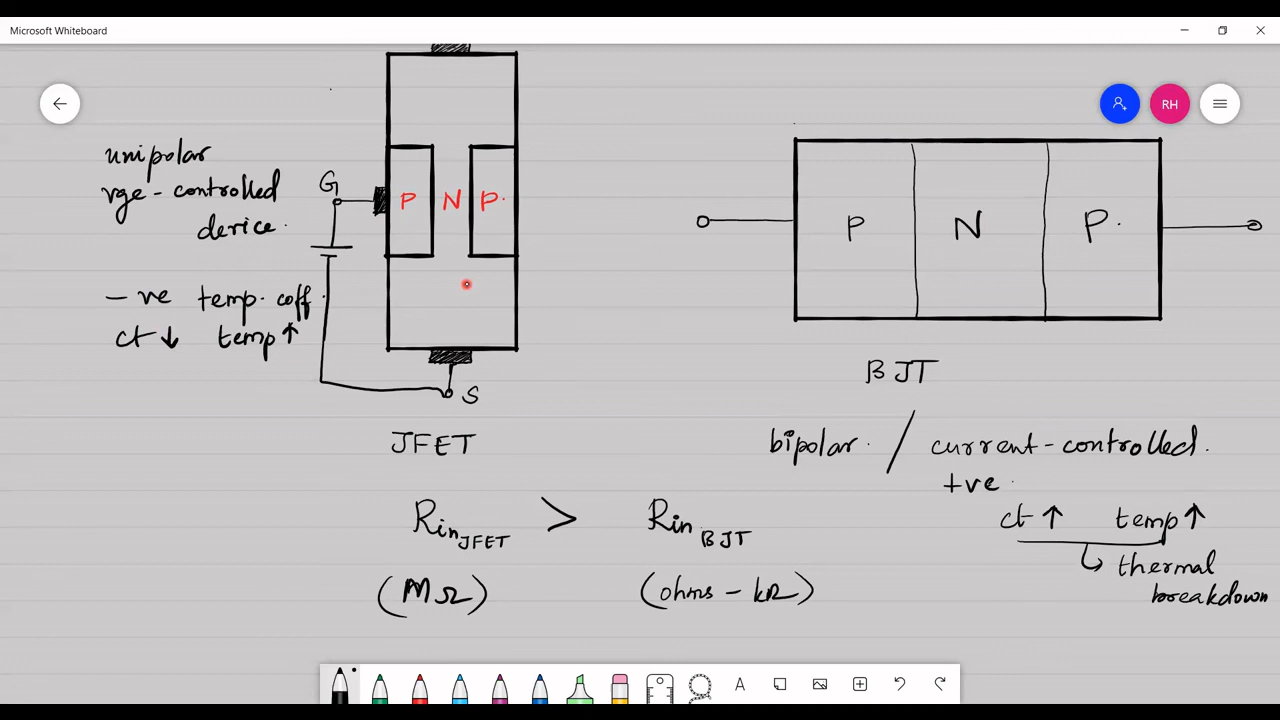 Microsoft Whiteboard
RH
unipolar
vge-controlled
device.
-ve temp. coff.
ct↓ temp↑
G
P N P.
S
JFET
P N P.
BJT
bipolar. / current-controlled.
+ve.
ct↑ temp↑
↳ thermal
breakdown
Rin JFET > Rin BJT
(MΩ) (ohms - kΩ)
A